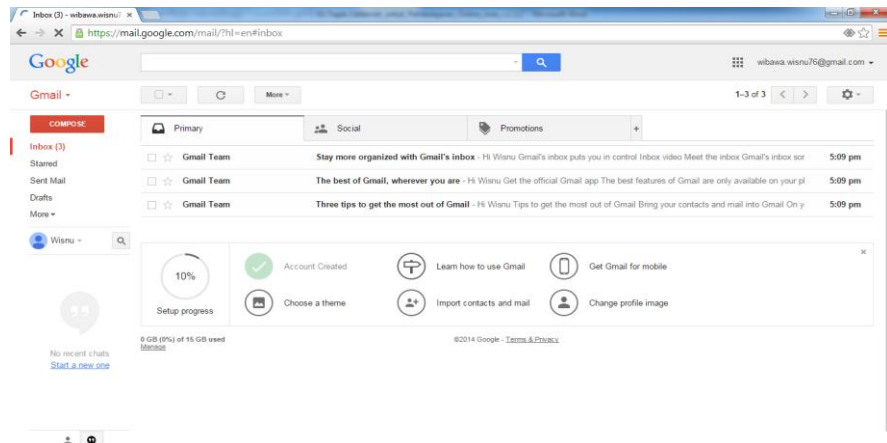 Inbox (3) - wibawa.wisnu7
https://mail.google.com/mail/?hl=en#inbox
Google
wibawa.wisnu76@gmail.com
Gmail
More
1–3 of 3
COMPOSE
Primary
Social
Promotions
+
Inbox (3)
Starred
Sent Mail
Drafts
More
Gmail Team Stay more organized with Gmail's inbox - Hi Wisnu Gmail's inbox puts you in control Inbox video Meet the inbox Gmail's inbox sor 5:09 pm
Gmail Team The best of Gmail, wherever you are - Hi Wisnu Get the official Gmail app The best features of Gmail are only available on your pl 5:09 pm
Gmail Team Three tips to get the most out of Gmail - Hi Wisnu Tips to get the most out of Gmail Bring your contacts and mail into Gmail On y 5:09 pm
Wisnu
10%
Setup progress
Account Created
Learn how to use Gmail
Get Gmail for mobile
Choose a theme
Import contacts and mail
Change profile image
0 GB (0%) of 15 GB used
Manage
©2014 Google - Terms & Privacy
No recent chats
Start a new one